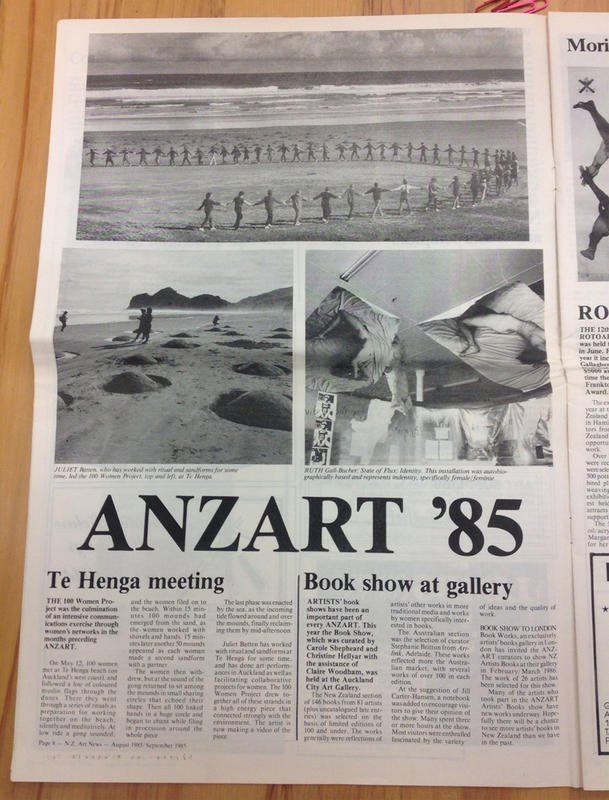 JULIET Batten, who has worked with ritual and sandforms for some
time, led the 100 Women Project, top and left, at Te Henga.
RUTH Gall-Bucher: State of Flux: Identity. This installation was autobio-
graphically based and represents indentity, specifically female/feminie.
ANZART '85
Te Henga meeting
THE 100 Women Pro-
ject was the culmination
of an intensive commun-
ications exercise through
women's networks in the
months preceding
ANZART.
On May 12, 100 women
met at Te Henga beach (on
Auckland's west coast), and
followed a line of coloured
muslin flags through the
dunes. There they went
through a series of rituals as
preparation for working
together on the beach,
silently and meditatively. At
low tide a gong sounded,
and the women filed on to
the beach. Within 15 min-
utes 100 mounds had
emerged from the sand, as
the women worked with
shovels and hands. 15 min-
utes later another 50 mounds
appeared as each woman
made a second sandform
with a partner.
The women then with-
drew, but at the sound of the
gong returned to sit among
the mounds in small sharing
circles that echoed their
shape. Then all 100 linked
hands in a huge circle and
began to chant while filing
in procession around the
whole piece.
The last phase was enacted
by the sea, as the incoming
tide flowed around and over
the mounds, finally reclaim-
ing them by mid-afternoon.
Juliet Batten has worked
with ritual and sandforms at
Te Henga for some time,
and has done art perform-
ances in Auckland as well as
facilitating collaborative
projects for women. The 100
Women Project drew to-
gether all of these strands in
a high energy piece that
connected strongly with the
environment. The artist is
now making a video of the
piece.
Book show at gallery
ARTISTS' book
shows have been an
important part of
every ANZART. This
year the Book Show,
which was curated by
Carole Shepheard and
Christine Hellyar with
the assistance of
Claire Woodham, was
held at the Auckland
City Art Gallery.
The New Zealand section
of 146 books from 81 artists
(plus uncatalogued late ent-
ries) was selected on the
basis of limited editions of
100 and under. The works
generally were reflections of
artists' other works in more
traditional media and works
by women specifically inter-
ested in books.
The Australian section
was the selection of curator
Stephanie Britton from Art-
link, Adelaide. These works
reflected more the Austra-
lian market, with several
works of over 100 in each
edition.
At the suggestion of Jill
Carter-Hansen, a notebook
was added to encourage visi-
tors to give their opinion of
the show. Many spent three
or more hours at the show.
Most visitors were enthralled
fascinated by the variety
of ideas and the quality of
work.
BOOK SHOW TO LONDON
Book Works, an exclusively
artists' books gallery in Lon-
don has invited the ANZ-
ART curators to show NZ
Artists Books at their gallery
in February March 1986.
The work of 26 artists has
been selected for this show.
Many of the artists who
took part in the ANZART
Artists' Books show have
new works underway. Hope-
fully there will be a chance
to see more artists' books in
New Zealand than we have
in the past.
Page 8 — N.Z. Art News — August 1985/September 1985
Mori
RO
THE 12th
ROTOAR
was held
in June.
year it inc
Gallagher
$5000 a
time the
Frankto
Award.